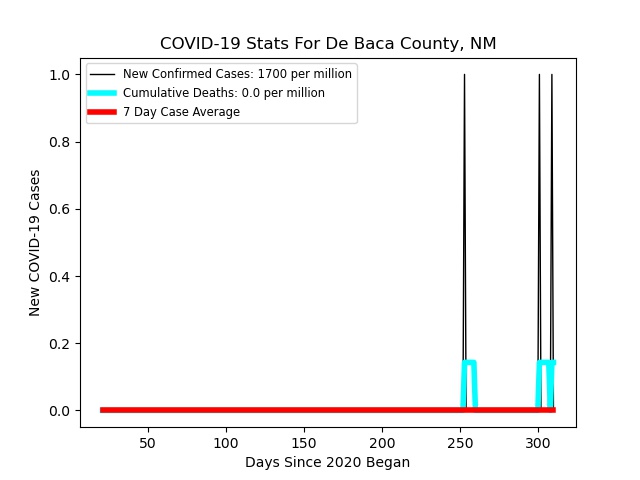 COVID-19 Stats For De Baca County, NM
New Confirmed Cases: 1700 per million
Cumulative Deaths: 0.0 per million
7 Day Case Average
New COVID-19 Cases
1.0
0.8
0.6
0.4
0.2
0.0
50 100 150 200 250 300
Days Since 2020 Began